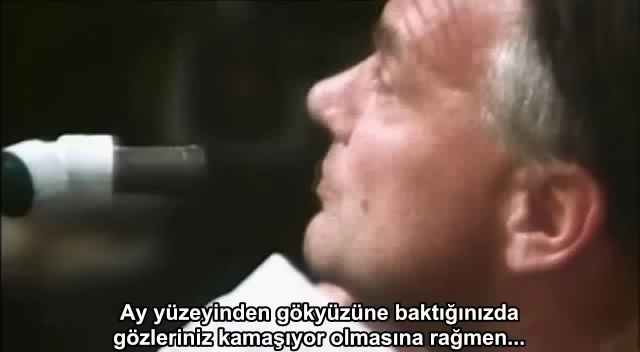 Ay yüzeyinden gökyüzüne baktığınızda
gözleriniz kamaşıyor olmasına rağmen...